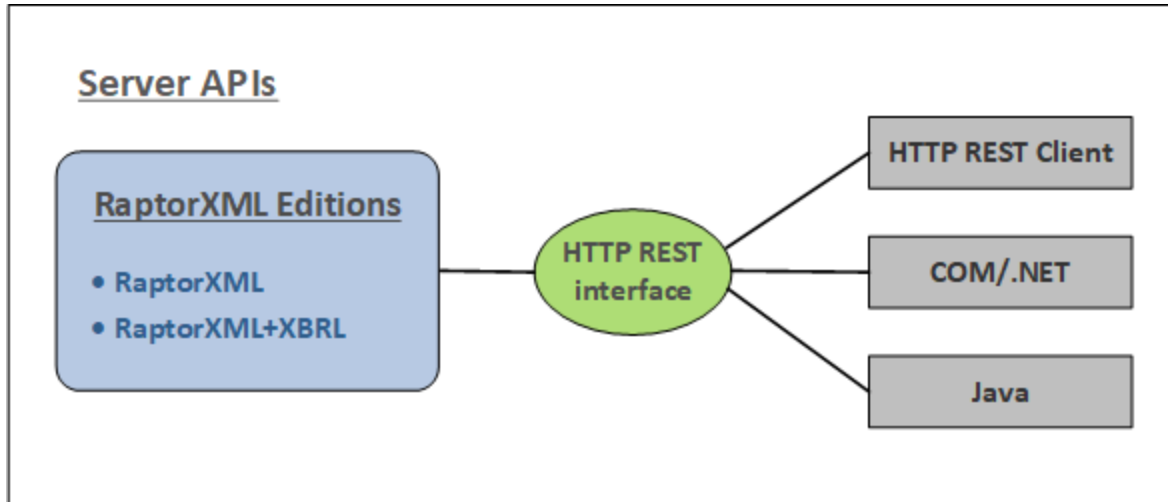 Server APIs
RaptorXML Editions
• RaptorXML
• RaptorXML+XBRL
HTTP REST
interface
HTTP REST Client
COM/.NET
Java